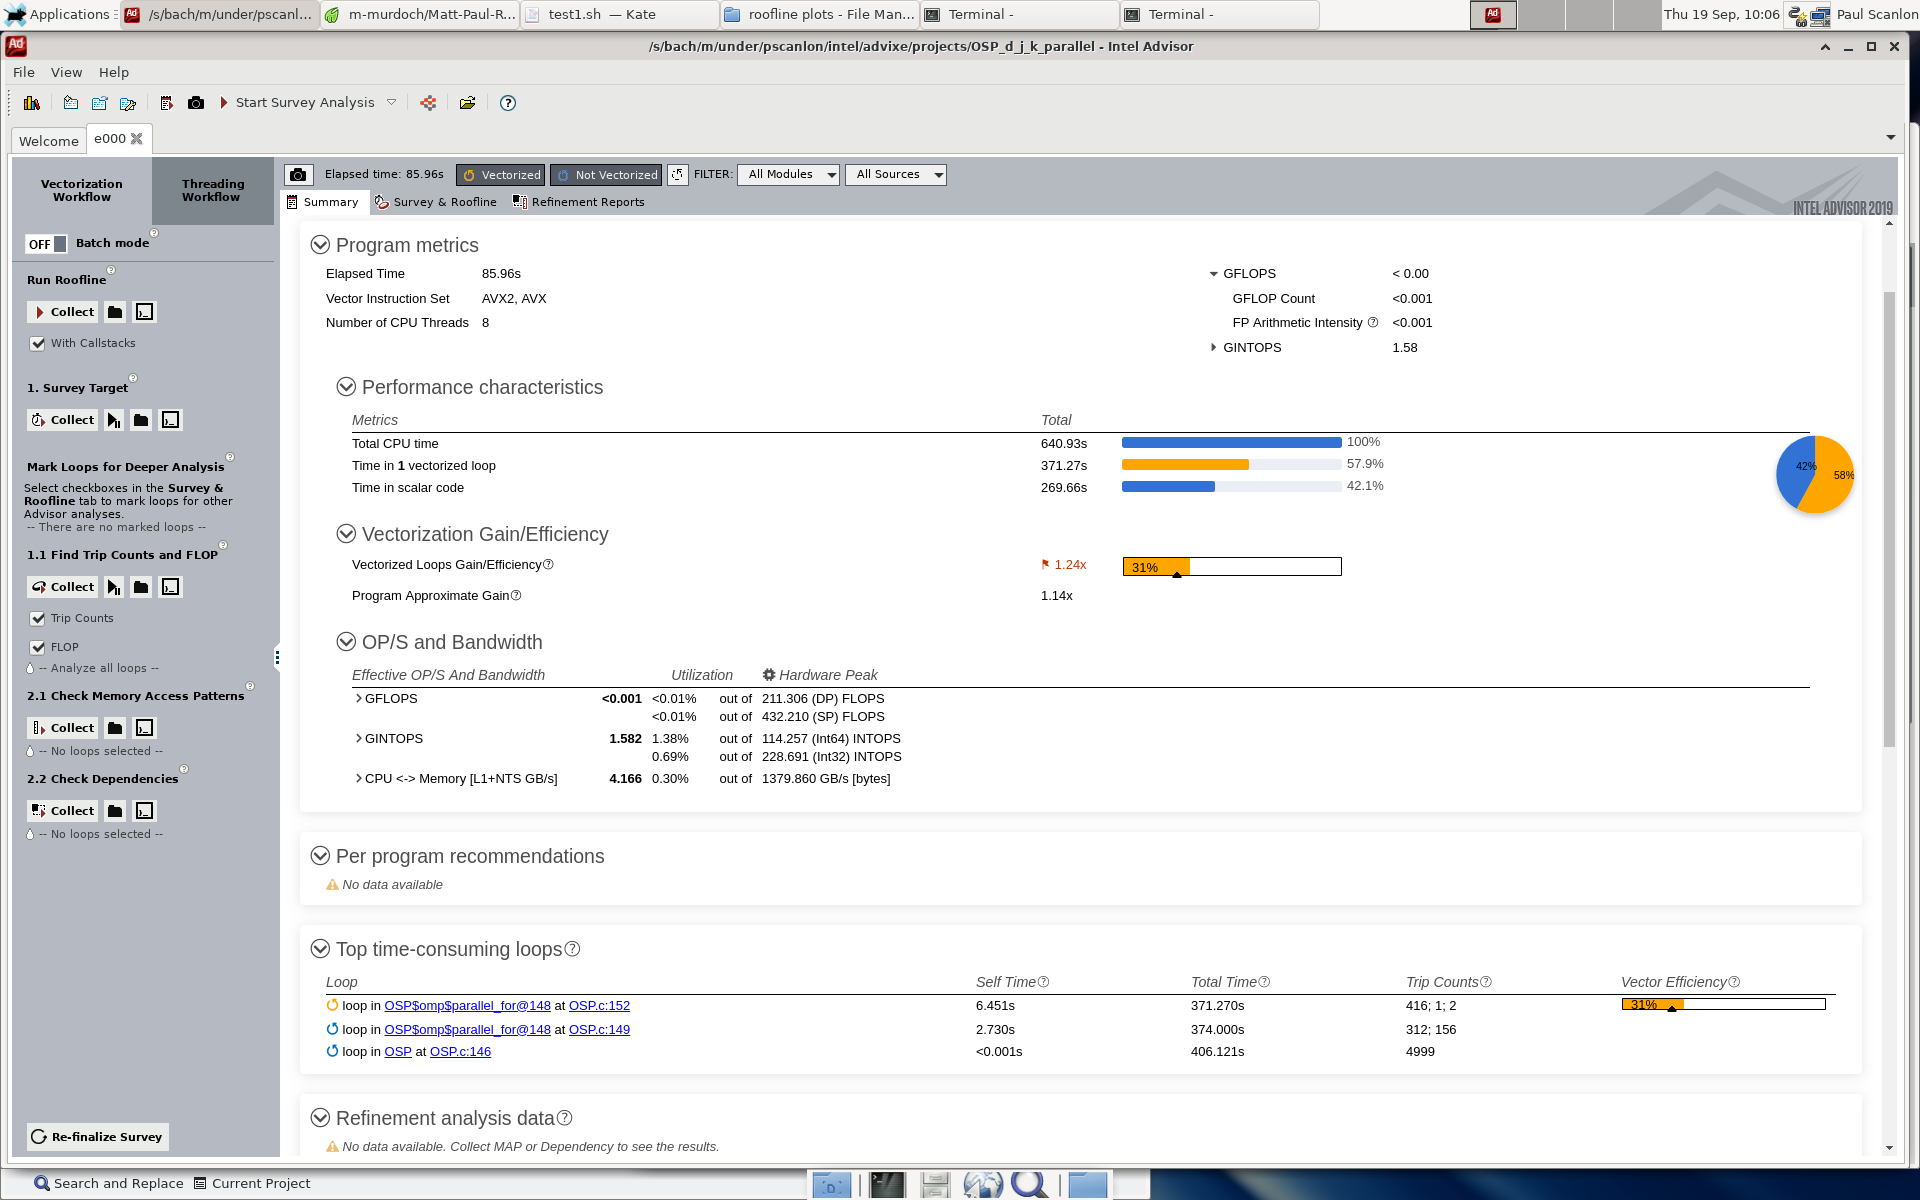 Applications
/s/bach/m/under/pscanl...
m-murdoch/Matt-Paul-R...
test1.sh — Kate
roofline plots - File Man...
Terminal -
Terminal -
Thu 19 Sep, 10:06
Paul Scanlon
/s/bach/m/under/pscanlon/intel/advixe/projects/OSP_d_j_k_parallel - Intel Advisor
File View Help
Start Survey Analysis
Welcome
e000
Vectorization Workflow
Threading Workflow
Elapsed time: 85.96s
Vectorized
Not Vectorized
FILTER:
All Modules
All Sources
Summary
Survey & Roofline
Refinement Reports
INTEL ADVISOR 2019
OFF
Batch mode
Run Roofline
Collect
With Callstacks
1. Survey Target
Collect
Mark Loops for Deeper Analysis
Select checkboxes in the Survey &
Roofline tab to mark loops for other
Advisor analyses.
-- There are no marked loops --
1.1 Find Trip Counts and FLOP
Collect
Trip Counts
FLOP
-- Analyze all loops --
2.1 Check Memory Access Patterns
Collect
-- No loops selected --
2.2 Check Dependencies
Collect
-- No loops selected --
Re-finalize Survey
Program metrics
Elapsed Time 85.96s
Vector Instruction Set AVX2, AVX
Number of CPU Threads 8
GFLOPS < 0.00
GFLOP Count <0.001
FP Arithmetic Intensity <0.001
GINTOPS 1.58
Performance characteristics
Metrics Total
Total CPU time 640.93s 100%
Time in 1 vectorized loop 371.27s 57.9%
Time in scalar code 269.66s 42.1%
42%
58%
Vectorization Gain/Efficiency
Vectorized Loops Gain/Efficiency 1.24x 31%
Program Approximate Gain 1.14x
OP/S and Bandwidth
Effective OP/S And Bandwidth Utilization Hardware Peak
GFLOPS <0.001 <0.01% out of 211.306 (DP) FLOPS
<0.01% out of 432.210 (SP) FLOPS
GINTOPS 1.582 1.38% out of 114.257 (Int64) INTOPS
0.69% out of 228.691 (Int32) INTOPS
CPU <-> Memory [L1+NTS GB/s] 4.166 0.30% out of 1379.860 GB/s [bytes]
Per program recommendations
No data available
Top time-consuming loops
Loop Self Time Total Time Trip Counts Vector Efficiency
loop in OSP$omp$parallel_for@148 at OSP.c:152 6.451s 371.270s 416; 1; 2 31%
loop in OSP$omp$parallel_for@148 at OSP.c:149 2.730s 374.000s 312; 156
loop in OSP at OSP.c:146 <0.001s 406.121s 4999
Refinement analysis data
No data available. Collect MAP or Dependency to see the results.
Search and Replace
Current Project